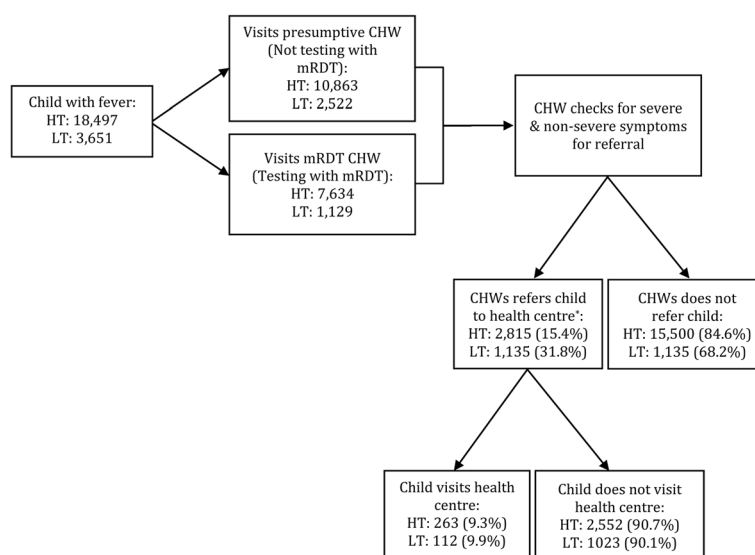 Child with fever:
HT: 18,497
LT: 3,651
Visits presumptive CHW
(Not testing with
mRDT):
HT: 10,863
LT: 2,522
Visits mRDT CHW
(Testing with mRDT):
HT: 7,634
LT: 1,129
CHW checks for severe
& non-severe symptoms
for referral
CHWs refers child
to health centre*:
HT: 2,815 (15.4%)
LT: 1,135 (31.8%)
CHWs does not
refer child:
HT: 15,500 (84.6%)
LT: 1,135 (68.2%)
Child visits health
centre:
HT: 263 (9.3%)
LT: 112 (9.9%)
Child does not visit
health centre:
HT: 2,552 (90.7%)
LT: 1023 (90.1%)